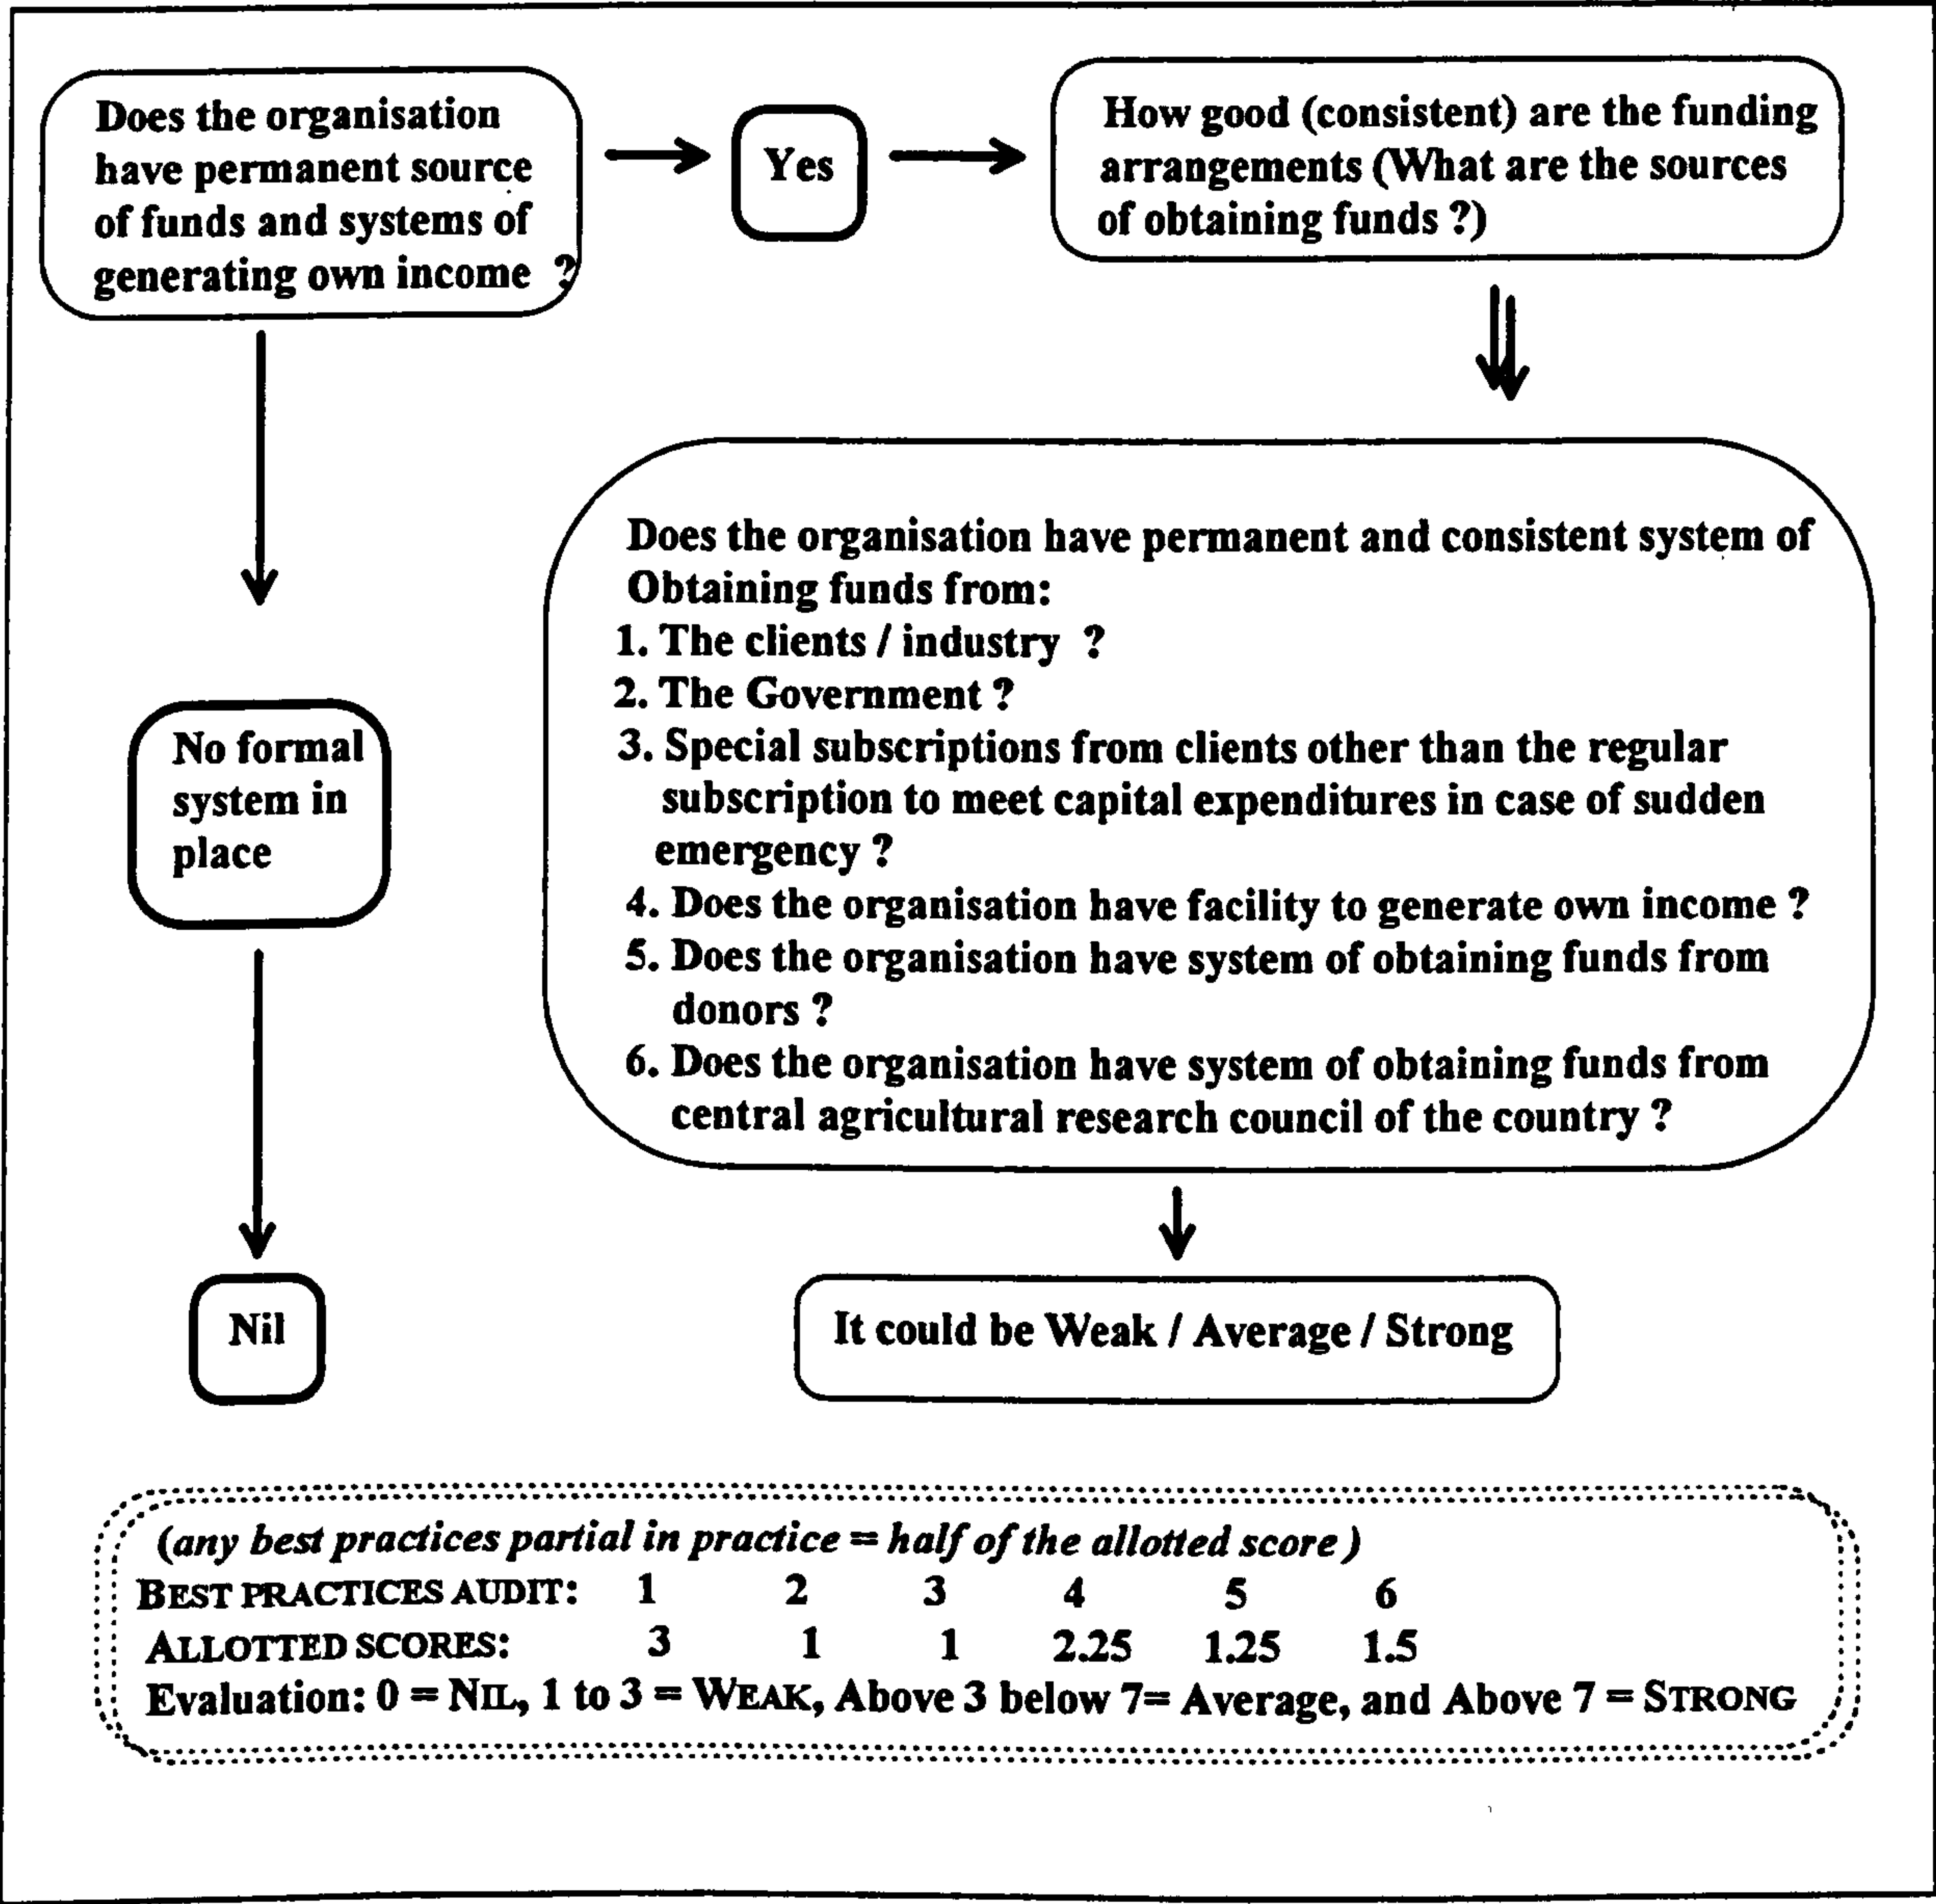 Does the organisation
have permanent source
of funds and systems of
generating own income ?
Yes
How good (consistent) are the funding
arrangements (What are the sources
of obtaining funds ?)
Does the organisation have permanent and consistent system of
Obtaining funds from:
1. The clients / industry ?
2. The Government ?
3. Special subscriptions from clients other than the regular
subscription to meet capital expenditures in case of sudden
emergency ?
4. Does the organisation have facility to generate own income ?
5. Does the organisation have system of obtaining funds from
donors ?
6. Does the organisation have system of obtaining funds from
central agricultural research council of the country ?
No formal
system in
place
Nil
It could be Weak / Average / Strong
(any best practices partial in practice = half of the allotted score )
BEST PRACTICES AUDIT: 1 2 3 4 5 6
ALLOTTED SCORES: 3 1 1 2.25 1.25 1.5
Evaluation: 0 = NIL, 1 to 3 = WEAK, Above 3 below 7= Average, and Above 7 = STRONG